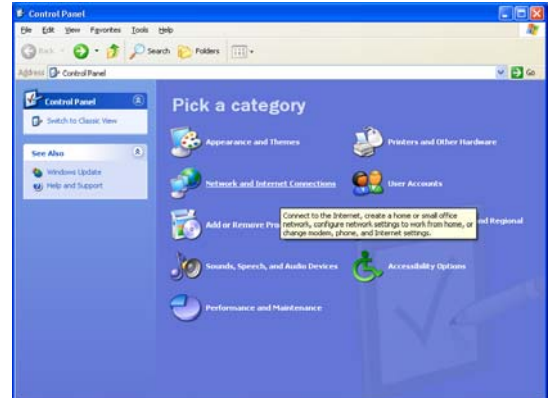 Control Panel
File Edit View Favorites Tools Help
Back Search Folders
Address Control Panel Go
Control Panel
Switch to Classic View
See Also
Windows Update
Help and Support
Pick a category
Appearance and Themes
Printers and Other Hardware
Network and Internet Connections
User Accounts
Add or Remove Pro
Connect to the Internet, create a home or small office
network, configure network settings to work from home, or
change modem, phone, and Internet settings.
nd Regional
Sounds, Speech, and Audio Devices
Accessibility Options
Performance and Maintenance